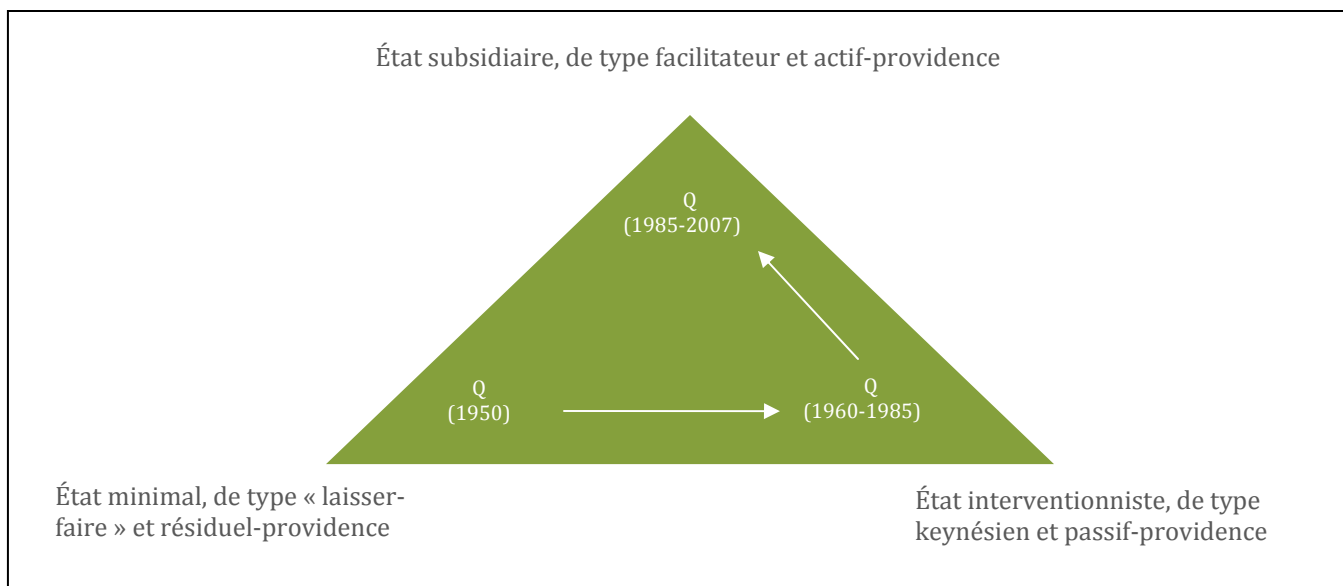 État subsidiaire, de type facilitateur et actif-providence
Q
(1985-2007)
Q
(1950)
Q
(1960-1985)
État minimal, de type « laisser-
faire » et résiduel-providence
État interventionniste, de type
keynésien et passif-providence